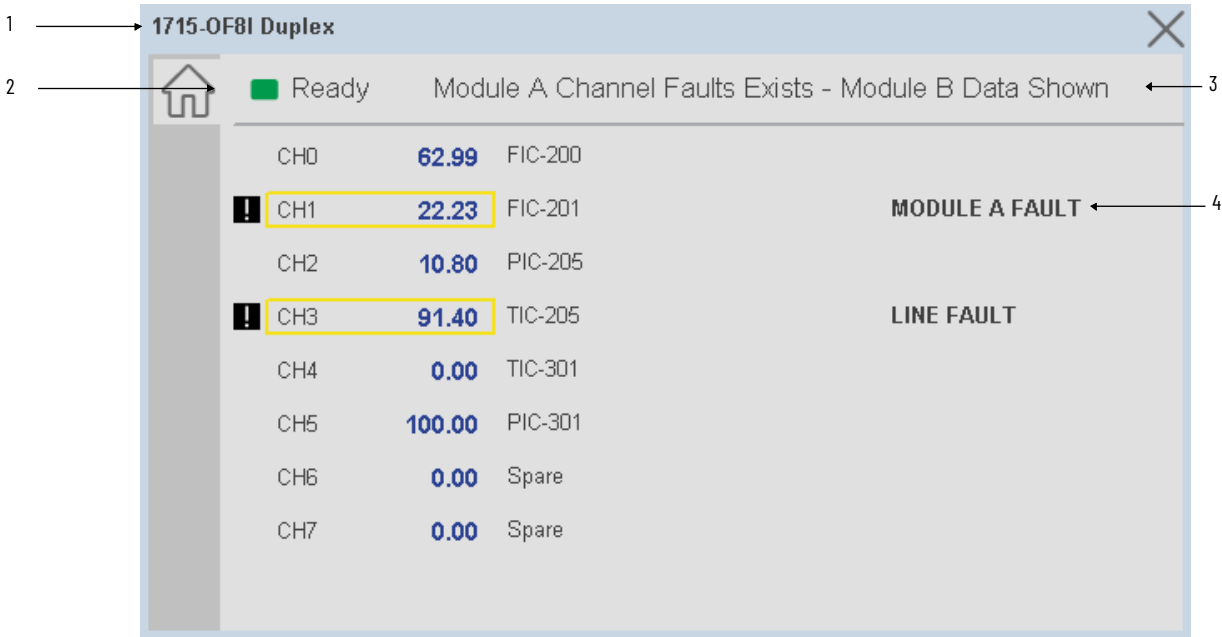 1 1715-OF8I Duplex
2 Ready Module A Channel Faults Exists - Module B Data Shown 3
CH0 62.99 FIC-200
! CH1 22.23 FIC-201 MODULE A FAULT 4
CH2 10.80 PIC-205
! CH3 91.40 TIC-205 LINE FAULT
CH4 0.00 TIC-301
CH5 100.00 PIC-301
CH6 0.00 Spare
CH7 0.00 Spare